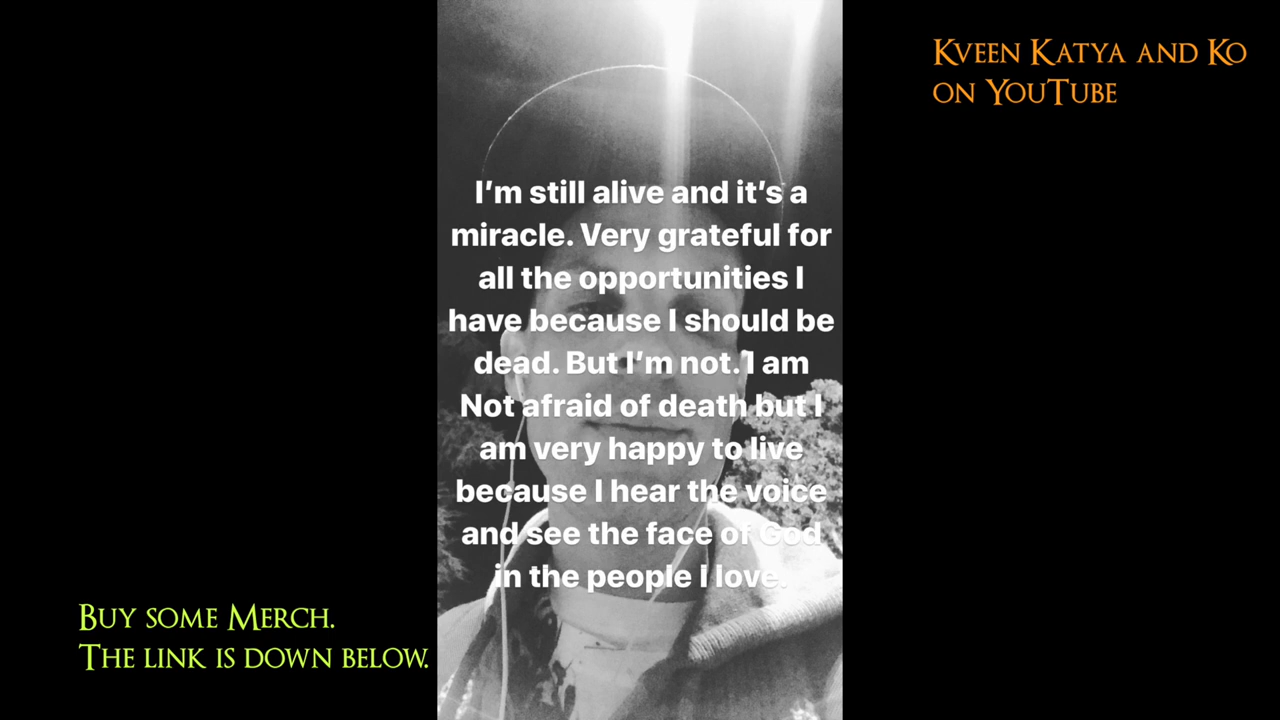 Kveen Katya and Ko
on YouTube
I'm still alive and it's a
miracle. Very grateful for
all the opportunities I
have because I should be
dead. But I'm not. I am
Not afraid of death but I
am very happy to live
because I hear the voice
and see the face of God
in the people I love.
Buy some Merch.
The link is down below.